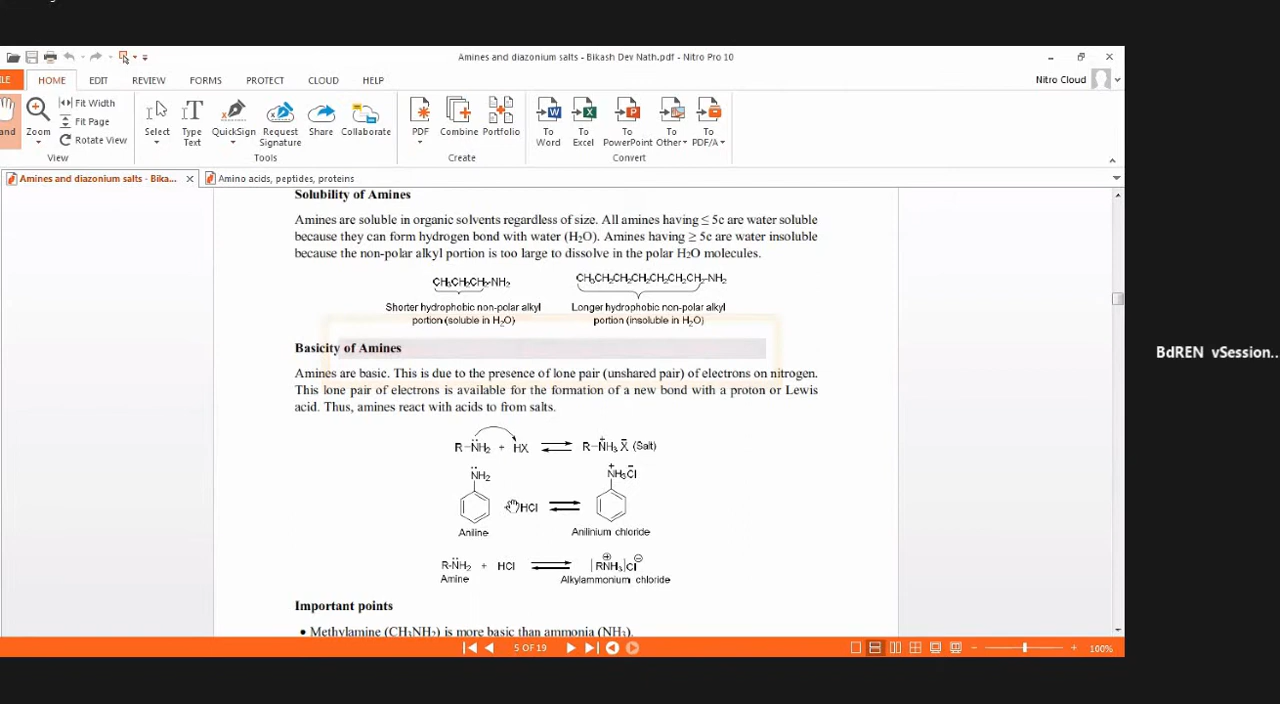 Amines and diazonium salts - Bikash Dev Nath.pdf - Nitro Pro 10
LE HOME EDIT REVIEW FORMS PROTECT CLOUD HELP
Nitro Cloud
and
Zoom
Fit Width
Fit Page
Rotate View
View
Select
Type Text
QuickSign
Request Signature
Share
Collaborate
Tools
PDF
Combine
Portfolio
Create
To Word
To Excel
To PowerPoint
To Other
To PDF/A
Convert
Amines and diazonium salts - Bika... × Amino acids, peptides, proteins
Solubility of Amines
Amines are soluble in organic solvents regardless of size. All amines having ≤ 5c are water soluble
because they can form hydrogen bond with water (H₂O). Amines having ≥ 5c are water insoluble
because the non-polar alkyl portion is too large to dissolve in the polar H₂O molecules.
CH₃CH₂CH₂-NH₂
Shorter hydrophobic non-polar alkyl
portion (soluble in H₂O)
Longer hydrophobic non-polar alkyl
portion (insoluble in H₂O)
Basicity of Amines
Amines are basic. This is due to the presence of lone pair (unshared pair) of electrons on nitrogen.
This lone pair of electrons is available for the formation of a new bond with a proton or Lewis
acid. Thus, amines react with acids to from salts.
R-N̈H₂ + HX ⇌ R-N⁺H₃ X⁻ (Salt)
N̈H₂ N⁺H₃Cl⁻
HCl ⇌
Aniline Anilinium chloride
R-N̈H₂ + HCl ⇌ [RNH₃]⊕Cl⊖
Amine Alkylammonium chloride
Important points
• Methylamine (CH₃NH₂) is more basic than ammonia (NH₃).
5 OF 19
100%
BdREN vSession...